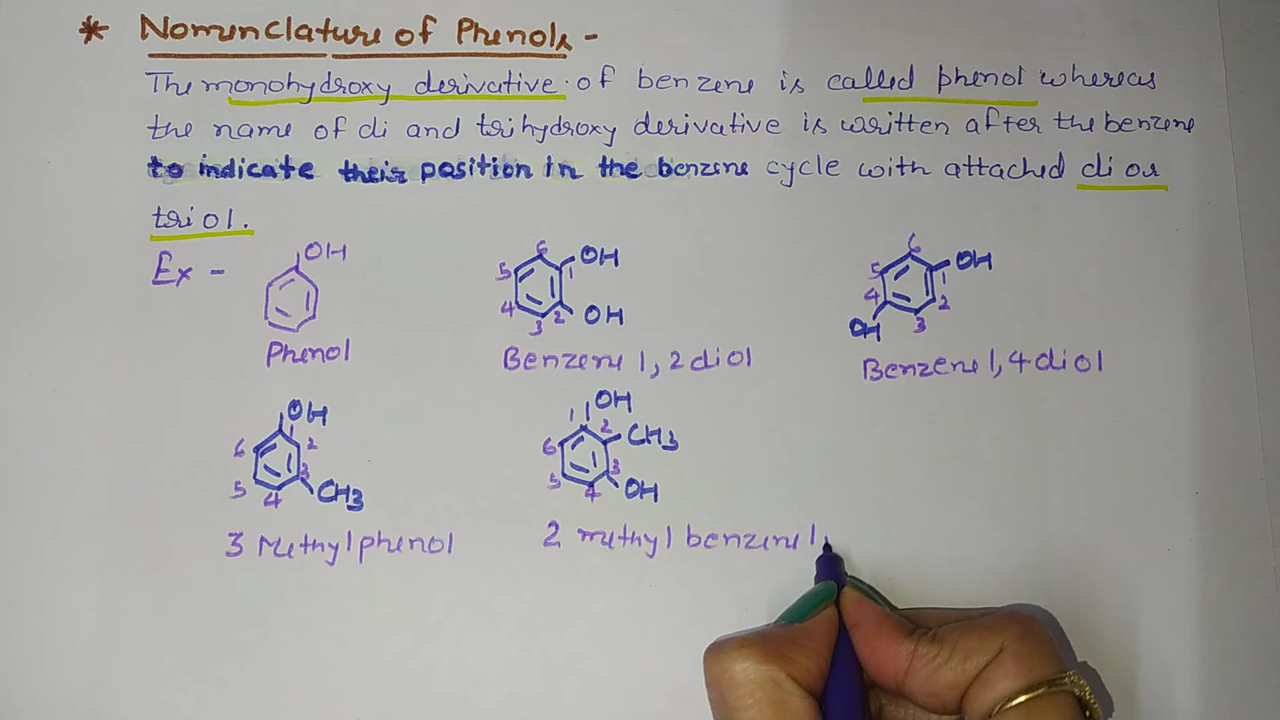 * Nomenclature of Phenols -
The monohydroxy derivative of benzene is called phenol whereas
the name of di and trihydroxy derivative is written after the benzene
to indicate their position in the benzene cycle with attached di or
tri ol.
Ex -
OH
Phenol
6 5 4 3 2 1 OH OH
Benzene 1, 2 diol
6 5 4 3 2 1 OH OH
Benzene 1, 4 diol
OH 1 2 3 4 5 6 CH3
3 Methyl phenol
OH 1 2 3 4 5 6 CH3 OH
2 methyl benzene 1,